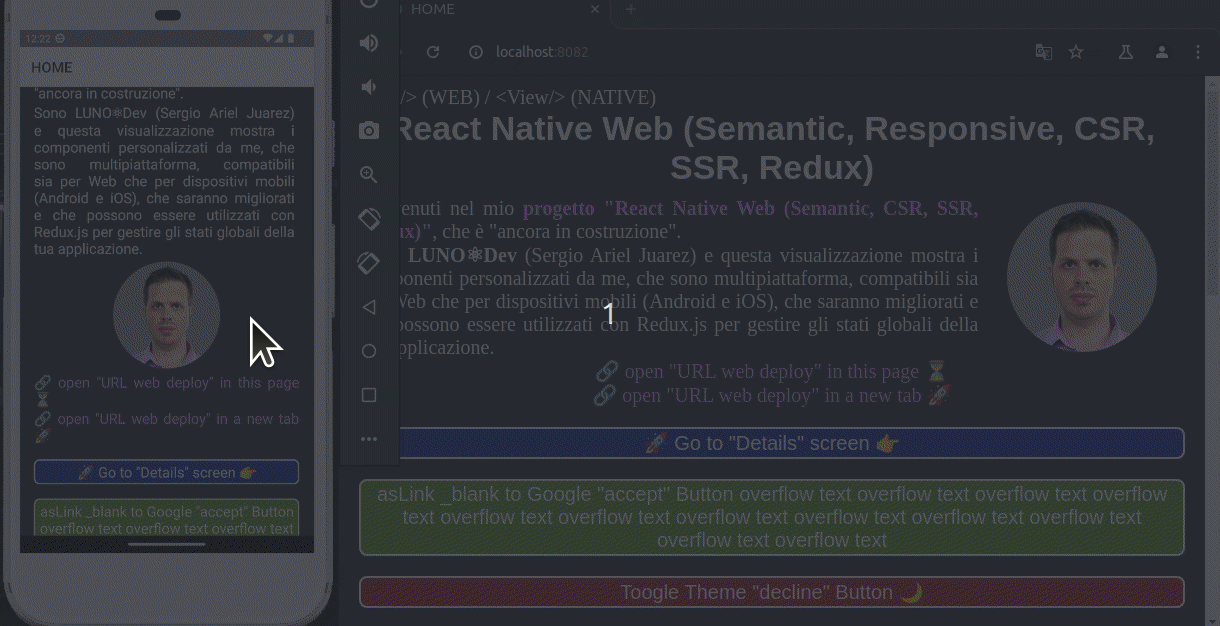 12:22
HOME
"ancora in costruzione".
Sono LUNO⚛Dev (Sergio Ariel Juarez)
e questa visualizzazione mostra i
componenti personalizzati da me, che
sono multipiattaforma, compatibili
sia per Web che per dispositivi mobili
(Android e iOS), che saranno migliorati
e che possono essere utilizzati con
Redux.js per gestire gli stati globali della
tua applicazione.
🔗 open "URL web deploy" in this page
⏳
🔗 open "URL web deploy" in a new tab
🚀
🚀 Go to "Details" screen 👉
asLink _blank to Google "accept" Button
overflow text overflow text overflow text
HOME
localhost:8082
/> (WEB) / <View/> (NATIVE)
React Native Web (Semantic, Responsive, CSR,
SSR, Redux)
venuti nel mio progetto "React Native Web (Semantic, CSR, SSR,
ux)", che è "ancora in costruzione".
LUNO⚛Dev (Sergio Ariel Juarez) e questa visualizzazione mostra i
ponenti personalizzati da me, che sono multipiattaforma, compatibili sia
Web che per dispositivi mobili (Android e iOS), che saranno migliorati e
possono essere utilizzati con Redux.js per gestire gli stati globali della
pplicazione.
1
🔗 open "URL web deploy" in this page ⏳
🔗 open "URL web deploy" in a new tab 🚀
🚀 Go to "Details" screen 👉
asLink _blank to Google "accept" Button overflow text overflow text overflow text overflow
text overflow text overflow text overflow text overflow text overflow text overflow text
overflow text overflow text
Toogle Theme "decline" Button 🌙